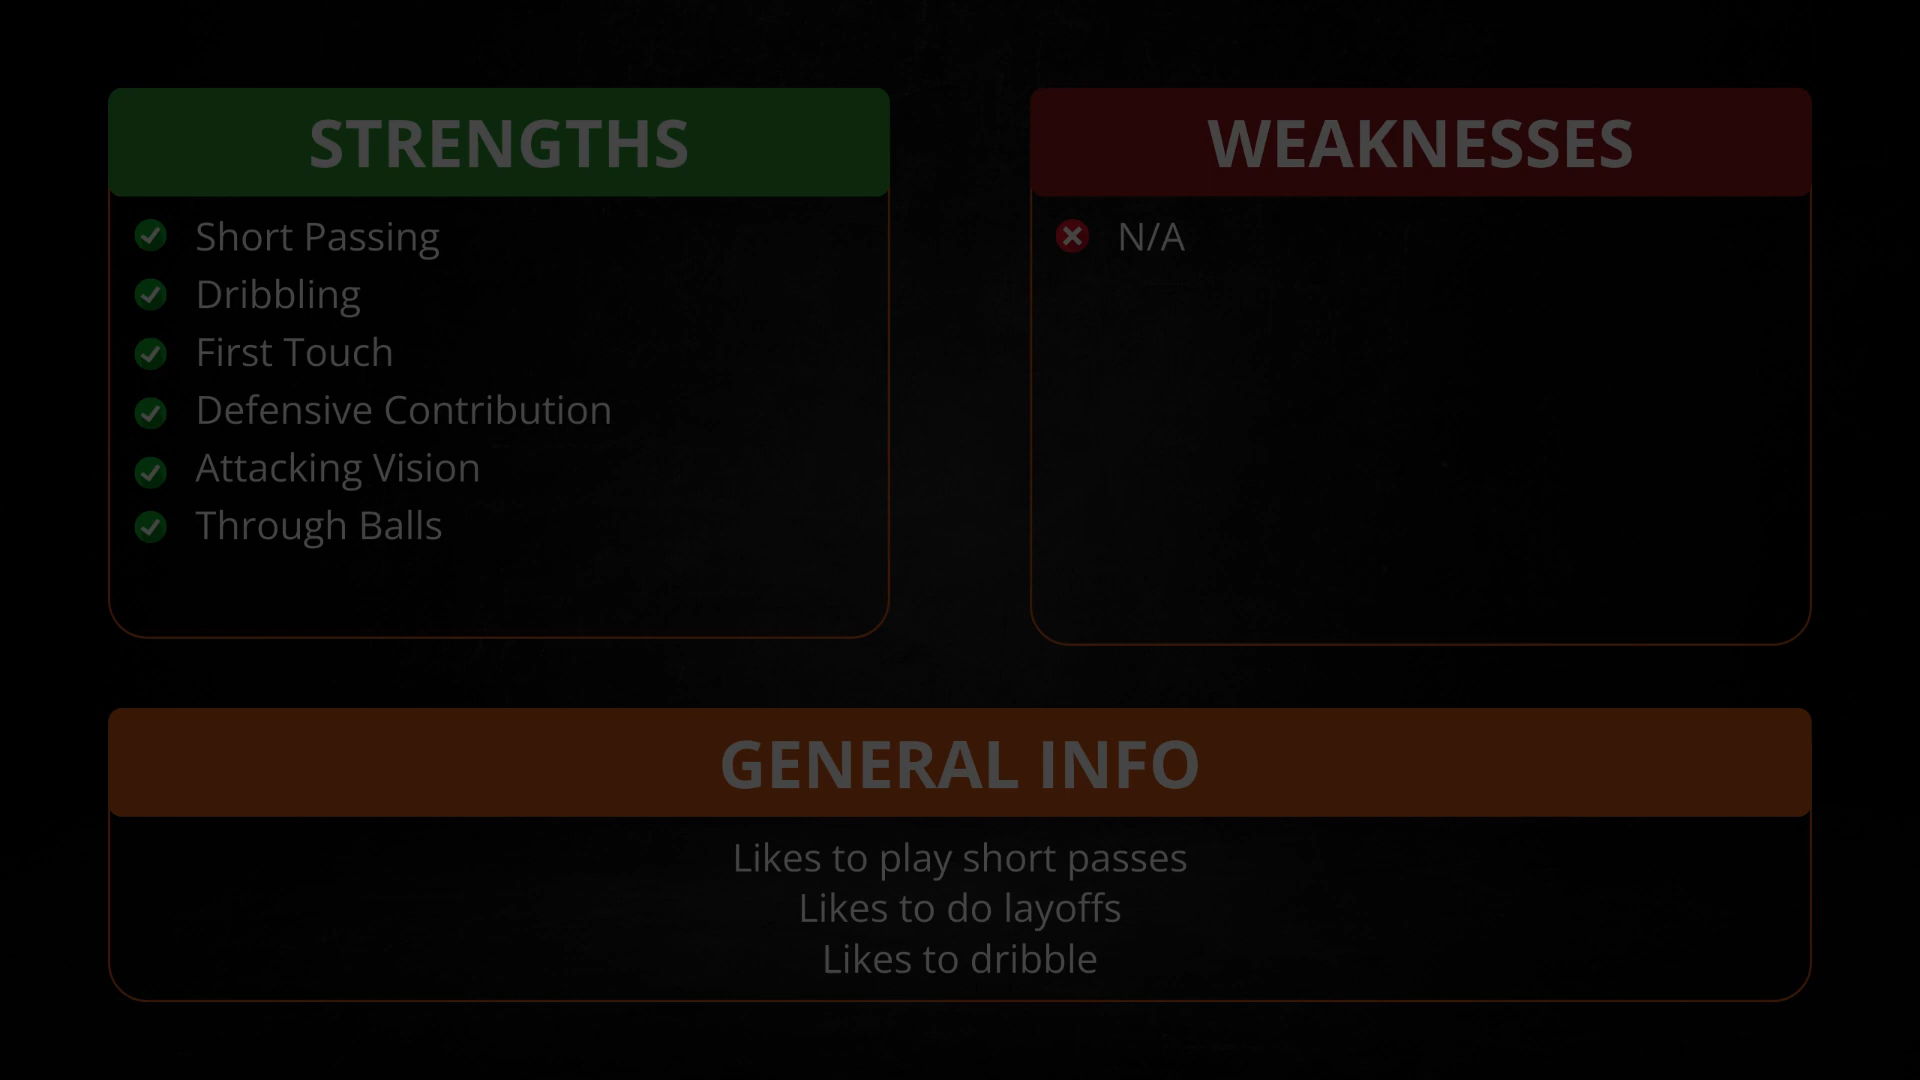 STRENGTHS
Short Passing
Dribbling
First Touch
Defensive Contribution
Attacking Vision
Through Balls
WEAKNESSES
N/A
GENERAL INFO
Likes to play short passes
Likes to do layoffs
Likes to dribble